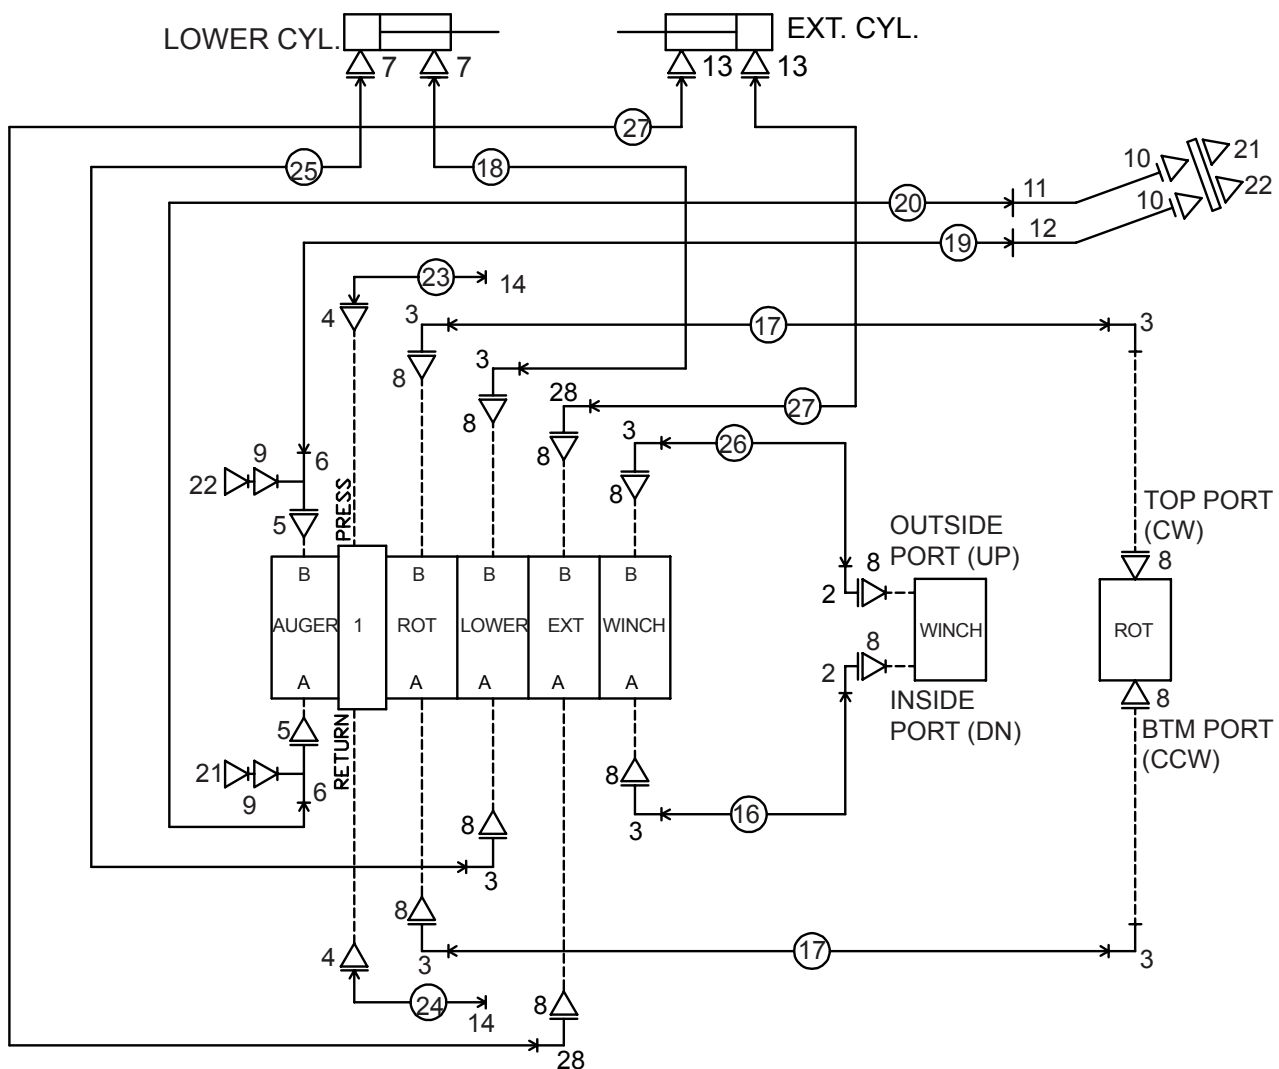 LOWER CYL.
EXT. CYL.
7
7
13
13
27
25
18
10
21
20
11
22
10
19
12
23
14
4
3
17
3
3
8
28
27
8
3
26
8
9
6
22
8
5
PRESS
OUTSIDE
PORT (UP)
TOP PORT
(CW)
8
8
2
B
B
B
B
B
AUGER
1
ROT
LOWER
EXT
WINCH
WINCH
ROT
A
A
A
A
A
8
2
8
INSIDE
PORT (DN)
BTM PORT
(CCW)
5
RETURN
21
9
6
8
16
3
8
3
8
3
17
3
4
24
14
8
28